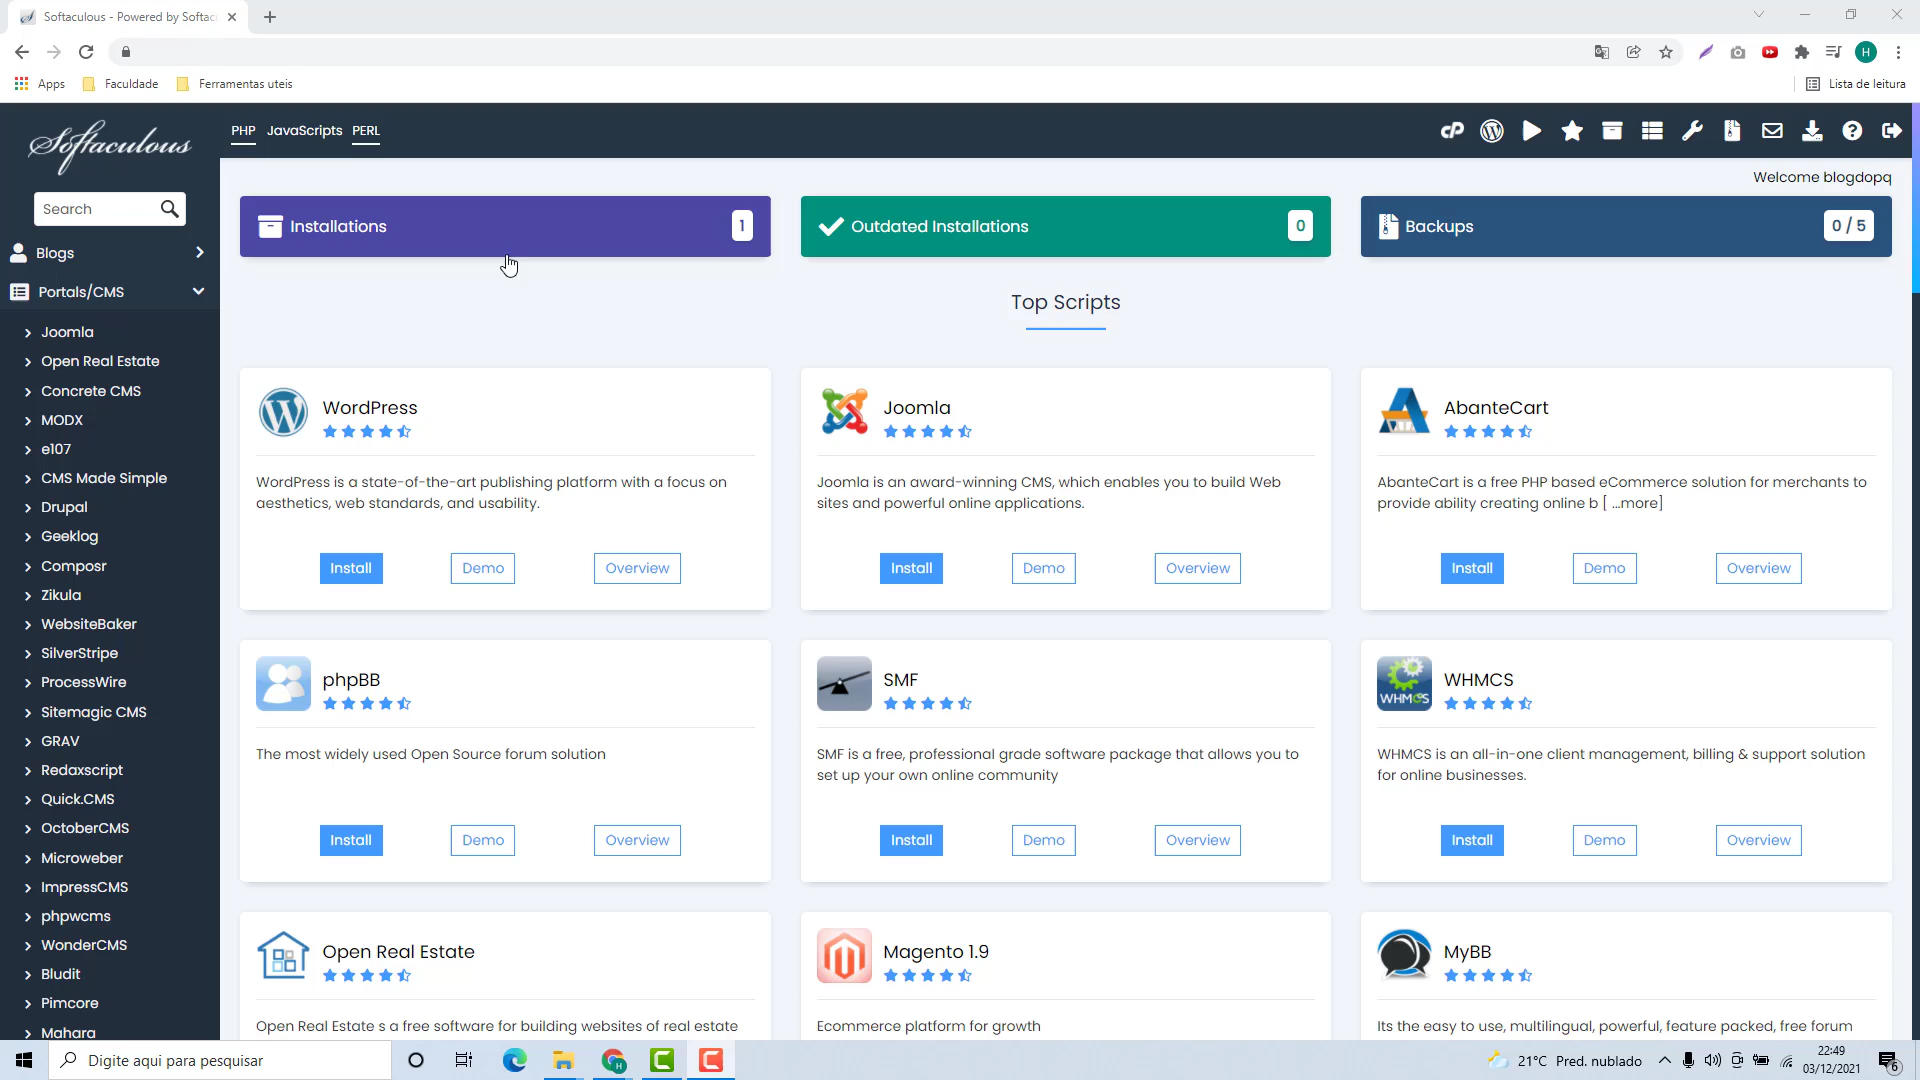 Softaculous - Powered by Softac
Apps
Faculdade
Ferramentas uteis
H
Lista de leitura
Softaculous
PHP JavaScripts PERL
cP
Welcome blogdopq
Search
Installations 1
Outdated Installations 0
Backups 0 / 5
Blogs
Portals/CMS
Joomla
Open Real Estate
Concrete CMS
MODX
e107
CMS Made Simple
Drupal
Geeklog
Composr
Zikula
WebsiteBaker
SilverStripe
ProcessWire
Sitemagic CMS
GRAV
Redaxscript
Quick.CMS
OctoberCMS
Microweber
ImpressCMS
phpwcms
WonderCMS
Bludit
Pimcore
Mahara
Top Scripts
WordPress
WordPress is a state-of-the-art publishing platform with a focus on
aesthetics, web standards, and usability.
Install Demo Overview
Joomla
Joomla is an award-winning CMS, which enables you to build Web
sites and powerful online applications.
Install Demo Overview
AbanteCart
AbanteCart is a free PHP based eCommerce solution for merchants to
provide ability creating online b [ ...more]
Install Demo Overview
phpBB
The most widely used Open Source forum solution
Install Demo Overview
SMF
SMF is a free, professional grade software package that allows you to
set up your own online community
Install Demo Overview
WHMCS
WHMCS
WHMCS is an all-in-one client management, billing & support solution
for online businesses.
Install Demo Overview
Open Real Estate
Open Real Estate s a free software for building websites of real estate
Magento 1.9
Ecommerce platform for growth
MyBB
Its the easy to use, multilingual, powerful, feature packed, free forum
Digite aqui para pesquisar
21°C Pred. nublado
22:49
03/12/2021
6